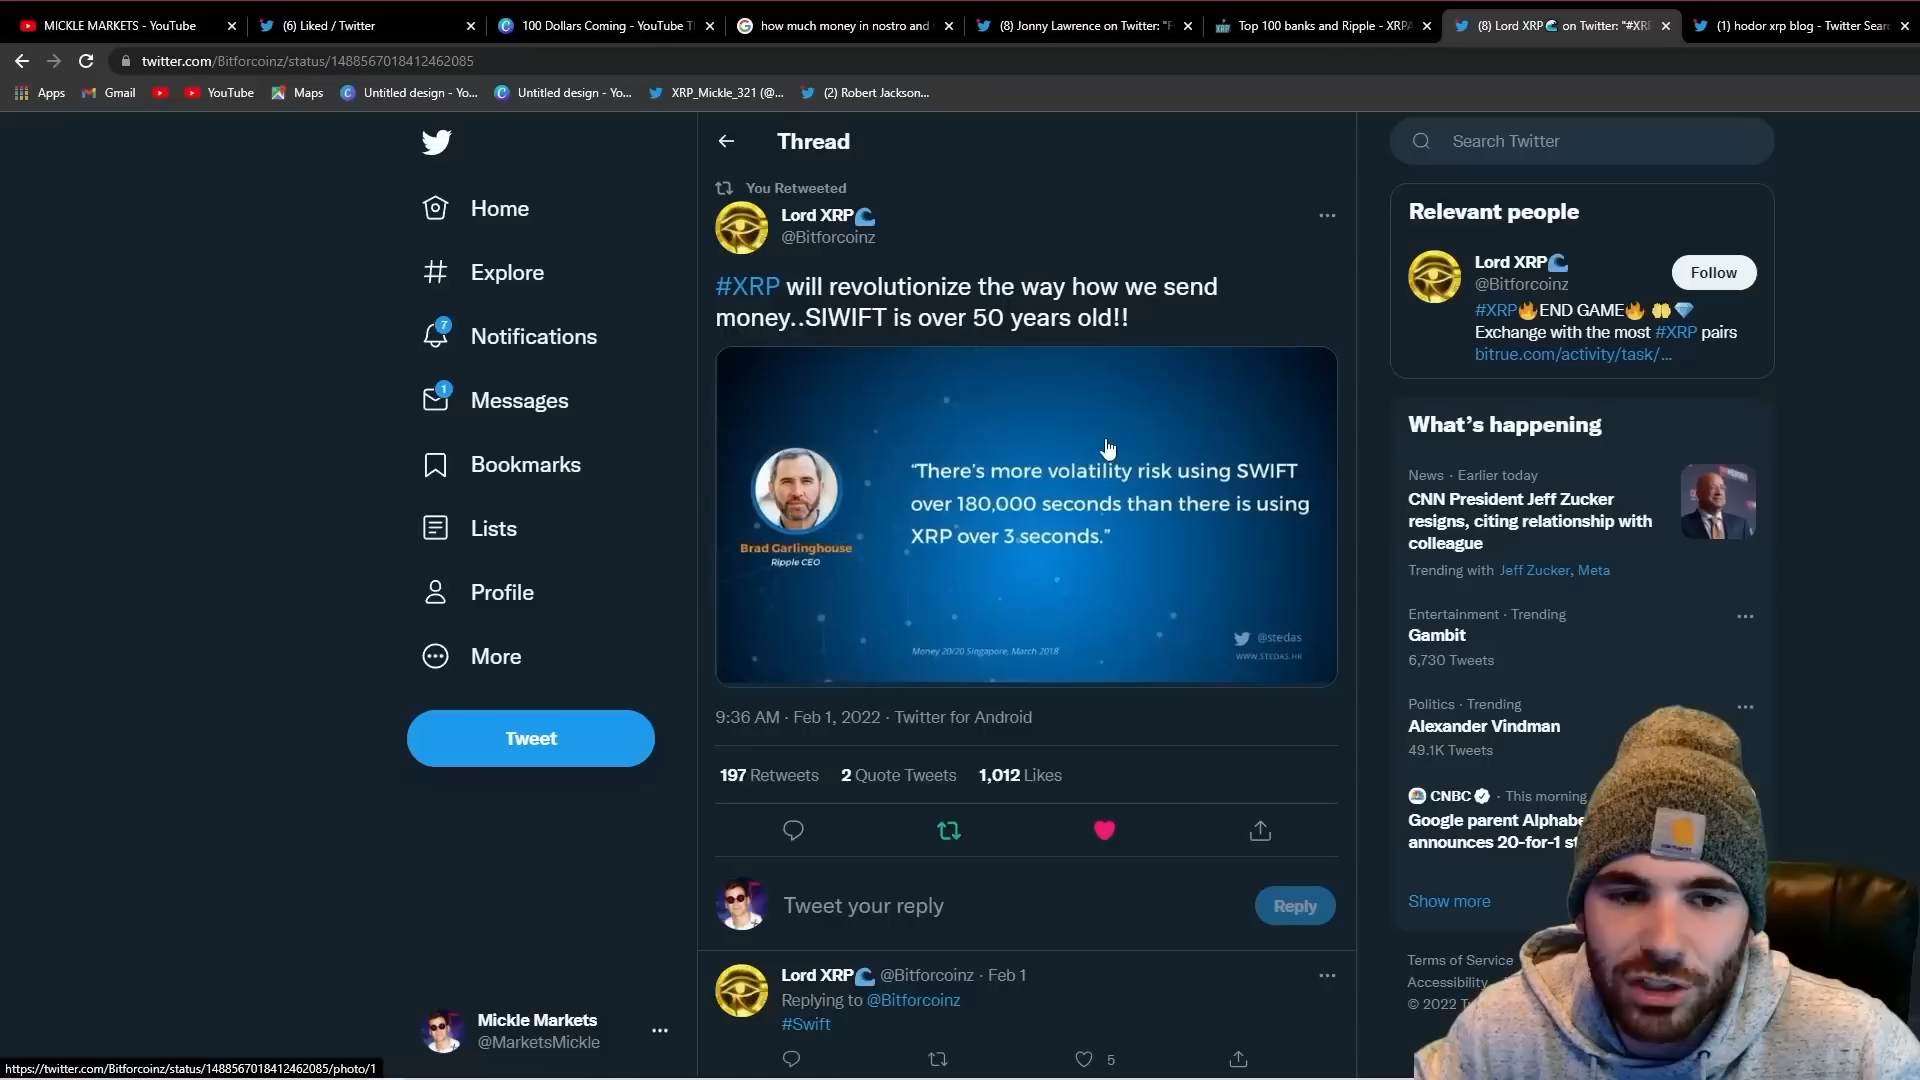 MICKLE MARKETS - YouTube
(6) Liked / Twitter
100 Dollars Coming - YouTube T
how much money in nostro and
(8) Jonny Lawrence on Twitter: "F
Top 100 banks and Ripple - XRPA
(8) Lord XRP🌊 on Twitter: "#XRI
(1) hodor xrp blog - Twitter Searc
twitter.com/Bitforcoinz/status/1488567018412462085
Apps
Gmail
YouTube
Maps
Untitled design - Yo...
Untitled design - Yo...
XRP_Mickle_321 (@...
(2) Robert Jackson...
Home
Explore
7
Notifications
1
Messages
Bookmarks
Lists
Profile
More
Tweet
Mickle Markets
@MarketsMickle
Thread
You Retweeted
Lord XRP🌊
@Bitforcoinz
#XRP will revolutionize the way how we send
money..SIWIFT is over 50 years old!!
"There's more volatility risk using SWIFT
over 180,000 seconds than there is using
XRP over 3 seconds."
Brad Garlinghouse
Ripple CEO
Money 20/20 Singapore, March 2018
@stedas
WWW.STEDAS.HR
9:36 AM · Feb 1, 2022 · Twitter for Android
197 Retweets 2 Quote Tweets 1,012 Likes
Tweet your reply
Reply
Lord XRP🌊 @Bitforcoinz · Feb 1
Replying to @Bitforcoinz
#Swift
5
Search Twitter
Relevant people
Lord XRP🌊
@Bitforcoinz
Follow
#XRP🔥END GAME🔥 🤲💎
Exchange with the most #XRP pairs
bitrue.com/activity/task/...
What's happening
News · Earlier today
CNN President Jeff Zucker
resigns, citing relationship with
colleague
Trending with Jeff Zucker, Meta
Entertainment · Trending
Gambit
6,730 Tweets
Politics · Trending
Alexander Vindman
49.1K Tweets
CNBC · This morning
Google parent Alphabe
announces 20-for-1 st
Show more
Terms of Service
Accessibility
© 2022 T
https://twitter.com/Bitforcoinz/status/1488567018412462085/photo/1